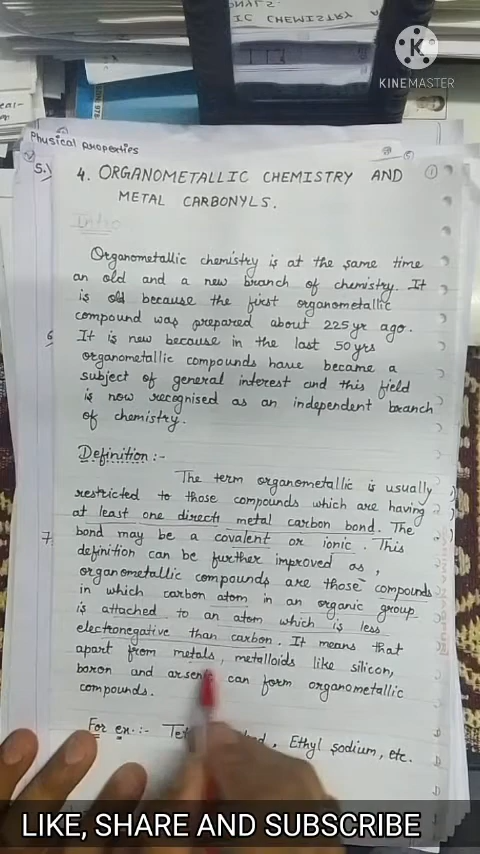 KINEMASTER
Physical Properties
5.)
4. ORGANOMETALLIC CHEMISTRY AND
METAL CARBONYLS.
Intro
Organometallic chemistry is at the same time
an old and a new branch of chemistry. It
is old because the first organometallic
compound was prepared about 225 yr ago.
6
It is new because in the last 50 yrs
organometallic compounds have became a
subject of general interest and this field
is now recognised as an independent branch
of chemistry.
Definition :-
The term organometallic is usually
restricted to those compounds which are having
at least one direct metal carbon bond. The
7.
bond may be a covalent or ionic. This
definition can be further improved as,
organometallic compounds are those compounds
in which carbon atom in an organic group
is attached to an atom which is less
electronegative than carbon. It means that
apart from metals, metalloids like silicon,
boron and arsenic can form organometallic
compounds.
For ex. :- , Ethyl sodium, etc.
LIKE, SHARE AND SUBSCRIBE